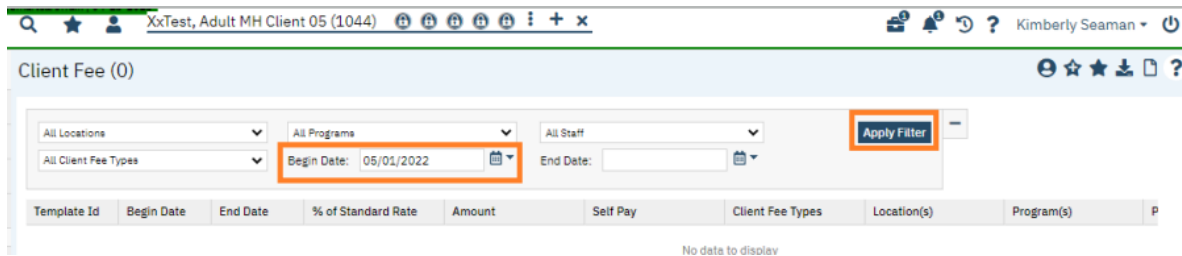 XxTest, Adult MH Client 05 (1044) Kimberly Seaman
Client Fee (0)
All Locations All Programs All Staff Apply Filter
All Client Fee Types Begin Date: 05/01/2022 End Date:
Template Id Begin Date End Date % of Standard Rate Amount Self Pay Client Fee Types Location(s) Program(s) P
No data to display